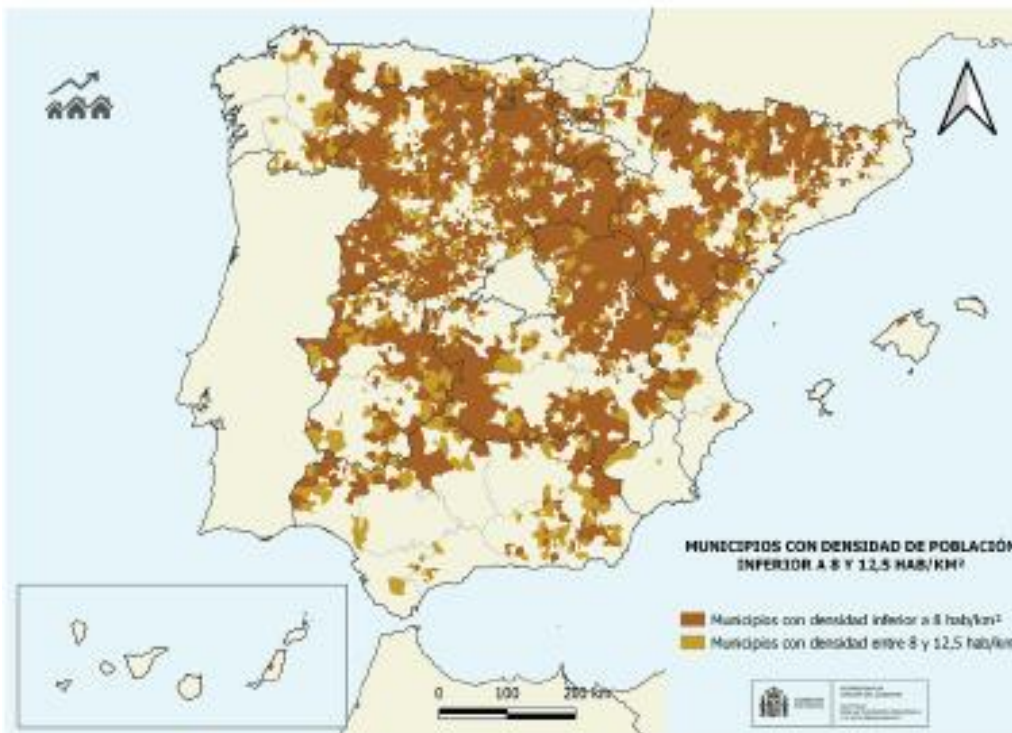 MUNICIPIOS CON DENSIDAD DE POBLACIÓN
INFERIOR A 8 Y 12,5 HAB/KM²
Municipios con densidad inferior a 8 hab/km²
Municipios con densidad entre 8 y 12,5 hab/km
0 100 200 km